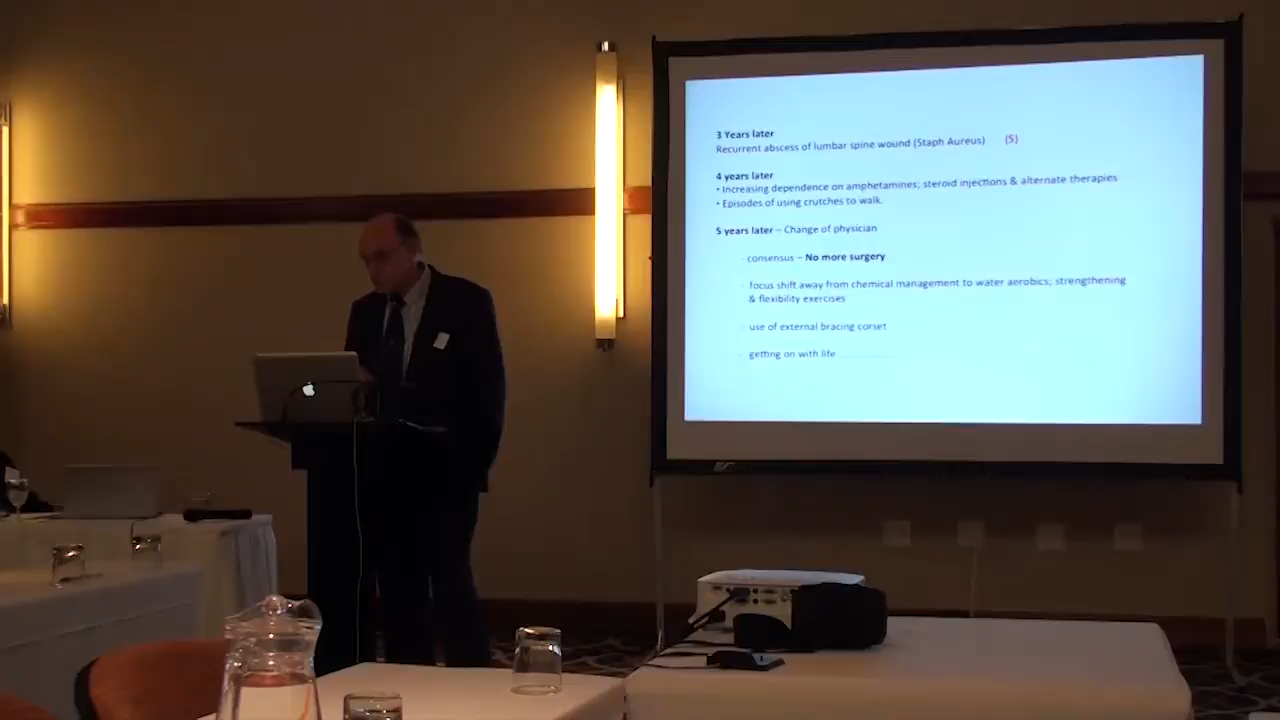 3 Years later
Recurrent abscess of lumbar spine wound (Staph Aureus) (5)
4 years later
• Increasing dependence on amphetamines; steroid injections & alternate therapies
• Episodes of using crutches to walk.
5 years later – Change of physician
- consensus – No more surgery
- focus shift away from chemical management to water aerobics; strengthening
& flexibility exercises
- use of external bracing corset
- getting on with life ..................